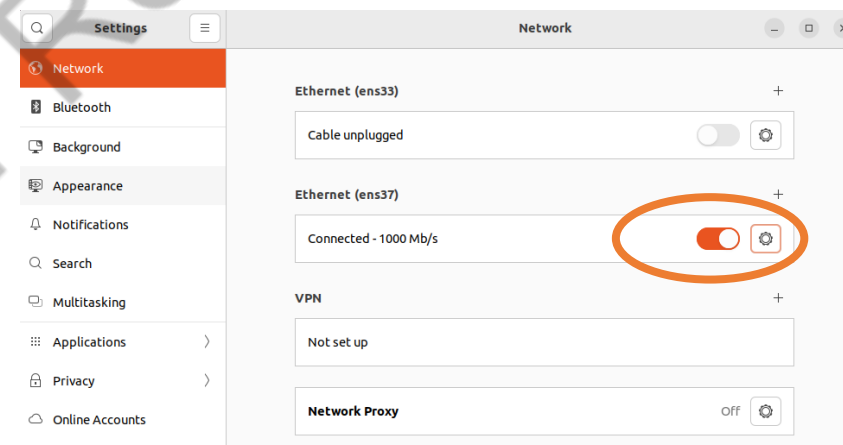 Settings
Network
Network
Bluetooth
Background
Appearance
Notifications
Search
Multitasking
Applications
Privacy
Online Accounts
Ethernet (ens33)
Cable unplugged
Ethernet (ens37)
Connected - 1000 Mb/s
VPN
Not set up
Network Proxy
Off